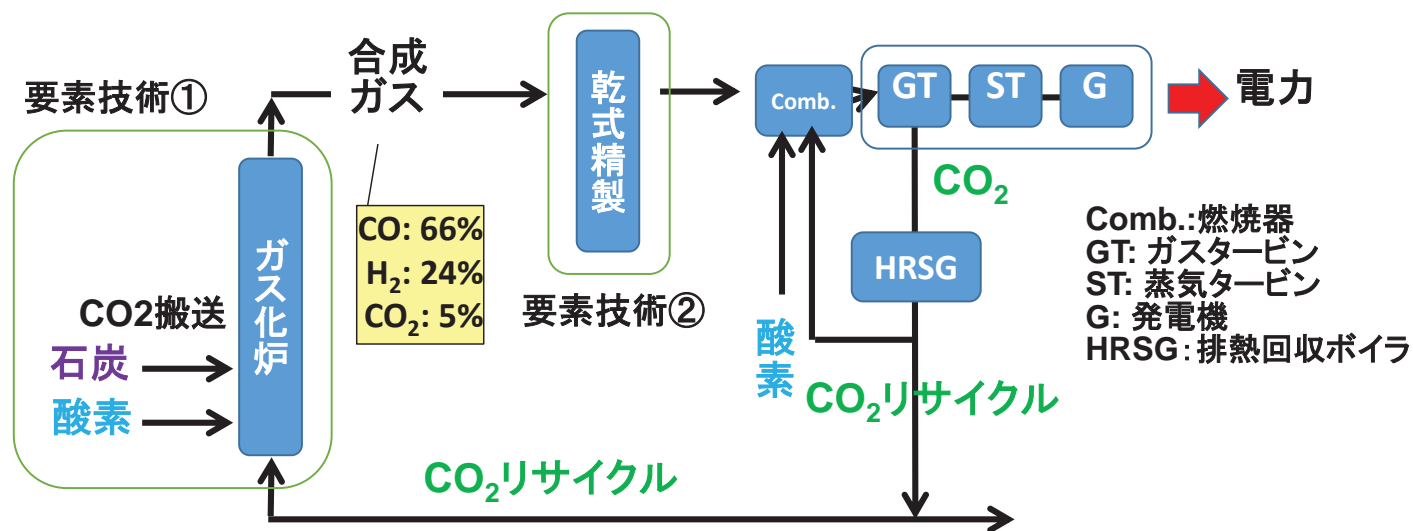 要素技術①
合成
ガス
乾式精製
Comb.
GT
ST
G
電力
CO₂
CO: 66%
H₂: 24%
CO₂: 5%
要素技術②
HRSG
Comb.:燃焼器
GT: ガスタービン
ST: 蒸気タービン
G: 発電機
HRSG:排熱回収ボイラ
ガス化炉
CO2搬送
石炭
酸素
酸素
CO₂リサイクル
CO₂リサイクル